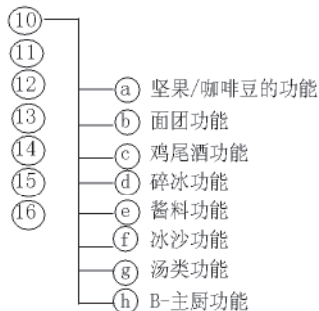 10
11
12
ⓐ 坚果/咖啡豆的功能
13
ⓑ 面团功能
14
ⓒ 鸡尾酒功能
15
ⓓ 碎冰功能
16
ⓔ 酱料功能
ⓕ 冰沙功能
ⓖ 汤类功能
ⓗ B-主厨功能